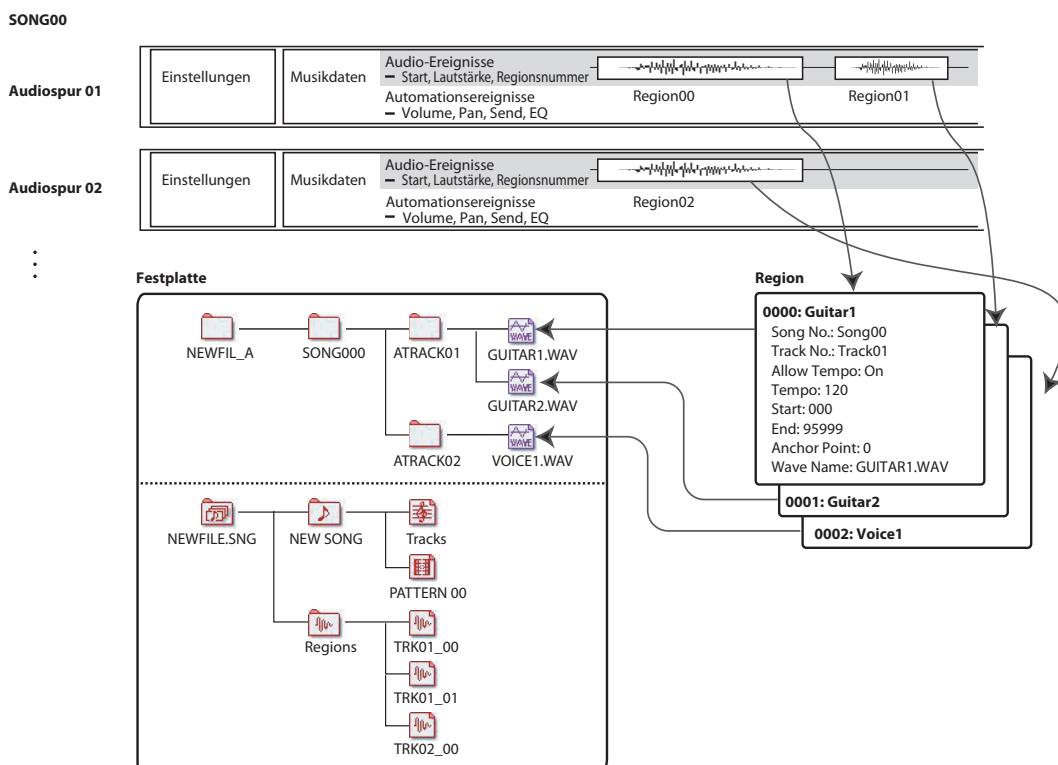 SONG00
Audiospur 01
Einstellungen
Musikdaten
Audio-Ereignisse
– Start, Lautstärke, Regionsnummer
Automationsereignisse
– Volume, Pan, Send, EQ
Region00
Region01
Audiospur 02
Einstellungen
Musikdaten
Audio-Ereignisse
– Start, Lautstärke, Regionsnummer
Automationsereignisse
– Volume, Pan, Send, EQ
Region02
Festplatte
NEWFIL_A
SONG000
ATRACK01
WAVE
GUITAR1.WAV
WAVE
GUITAR2.WAV
ATRACK02
WAVE
VOICE1.WAV
NEWFILE.SNG
NEW SONG
Tracks
PATTERN 00
Regions
TRK01_00
TRK01_01
TRK02_00
Region
0000: Guitar1
Song No.: Song00
Track No.: Track01
Allow Tempo: On
Tempo: 120
Start: 000
End: 95999
Anchor Point: 0
Wave Name: GUITAR1.WAV
0001: Guitar2
0002: Voice1